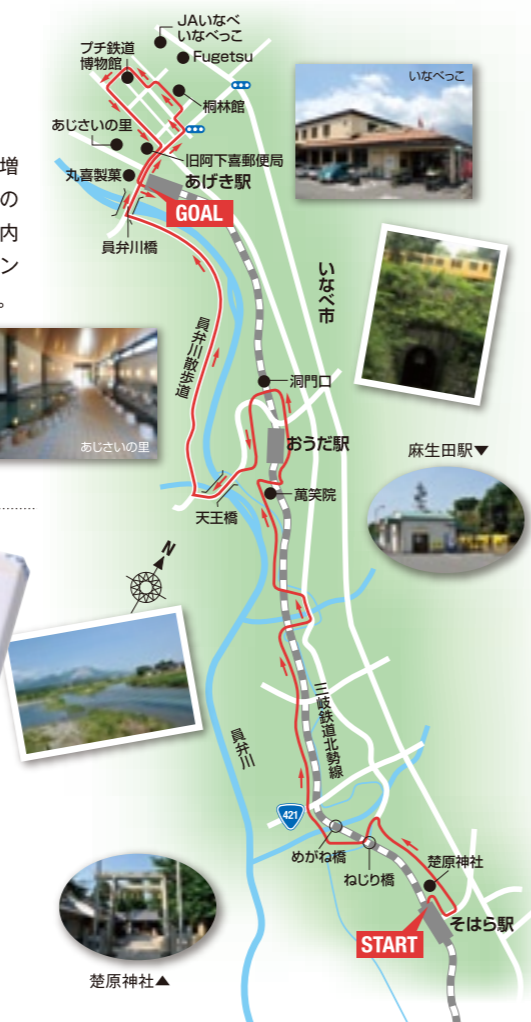 JAいなべ
いなべっこ
プチ鉄道
博物館
Fugetsu
桐林館
いなべっこ
あじさいの里
旧阿下喜郵便局
丸喜製菓
あげき駅
GOAL
員弁川橋
増
の
内
ン
。
いなべ市
員弁川散歩道
洞門口
あじさいの里
おうだ駅
麻生田駅▼
萬笑院
天王橋
N
三岐鉄道北勢線
員弁川
421
めがね橋
ねじり橋
楚原神社
そはら駅
START
楚原神社▲